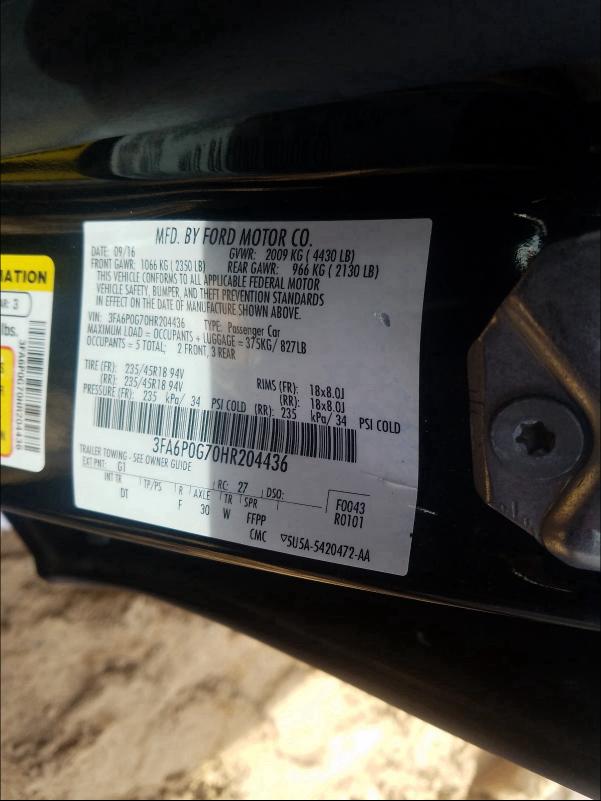 MFD. BY FORD MOTOR CO.
DATE: 09/16 GVWR: 2009 KG ( 4430 LB)
FRONT GAWR: 1066 KG ( 2350 LB) REAR GAWR: 966 KG ( 2130 LB)
THIS VEHICLE CONFORMS TO ALL APPLICABLE FEDERAL MOTOR
VEHICLE SAFETY, BUMPER, AND THEFT PREVENTION STANDARDS
IN EFFECT ON THE DATE OF MANUFACTURE SHOWN ABOVE.
VIN: 3FA6P0G70HR204436 TYPE: Passenger Car
MAXIMUM LOAD = OCCUPANTS + LUGGAGE = 375KG/ 827LB
OCCUPANTS = 5 TOTAL; 2 FRONT, 3 REAR
TIRE (FR): 235/45R18 94V RIMS (FR): 18x8.0J
(RR): 235/45R18 94V (RR): 18x8.0J
PRESSURE (FR): 235 kPa/ 34 PSI COLD (RR): 235 kPa/ 34 PSI COLD
3FA6P0G70HR204436
TRAILER TOWING - SEE OWNER GUIDE
EXT PNT: G1 RC: 27 DSO:
INT TR TP/PS R AXLE TR SPR F0043
DT F 30 W FFPP R0101
CMC ▽5U5A-5420472-AA
MATION
AR: 3
lbs.
3FA6P0G70HR204436